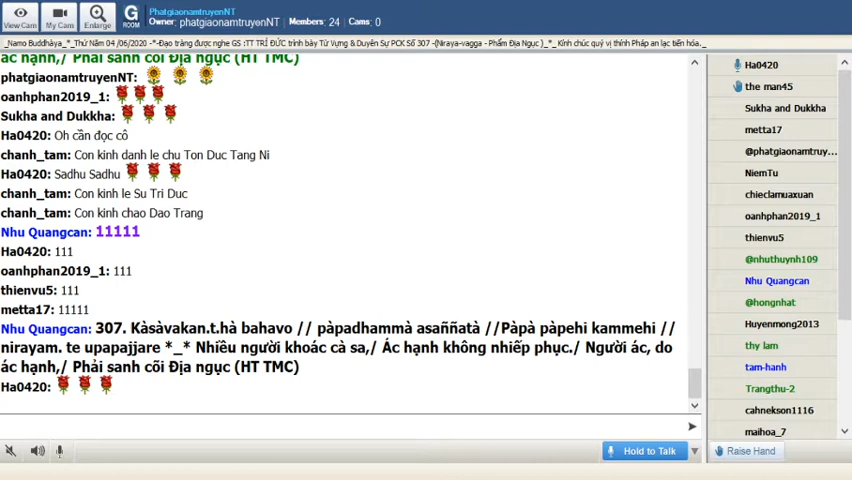 PhatgiaonamtruyenNT
Owner: phatgiaonamtruyenNT | Members: 24 | Cams: 0
View Cam
My Cam
Enlarge
G
ROOM
_Namo Buddhàya_*_Thứ Năm 04 /06/2020 -*-Đạo tràng được nghe GS :TT TRÍ ĐỨC trình bày Từ Vựng & Duyên Sự PCK Số 307 -(Niraya-vagga - Phẩm Địa Ngục )_*_ Kính chúc quý vị thính Pháp an lạc tiến hóa._
ác hạnh,/ Phải sanh cõi Địa ngục (HT TMC)
phatgiaonamtruyenNT:
oanhphan2019_1:
Sukha and Dukkha:
Ha0420: Oh cần đọc cô
chanh_tam: Con kinh danh le chu Ton Duc Tang Ni
Ha0420: Sadhu Sadhu
chanh_tam: Con kinh le Su Tri Duc
chanh_tam: Con kinh chao Dao Trang
Nhu Quangcan: 11111
Ha0420: 111
oanhphan2019_1: 111
thienvu5: 111
metta17: 11111
Nhu Quangcan: 307. Kàsàvakan.t.hà bahavo // pàpadhammà asaññatà //Pàpà pàpehi kammehi //
nirayam. te upapajjare *_* Nhiều người khoác cà sa,/ Ác hạnh không nhiếp phục./ Người ác, do
ác hạnh,/ Phải sanh cõi Địa ngục (HT TMC)
Ha0420:
Hold to Talk
Ha0420
the man45
Sukha and Dukkha
metta17
@phatgiaonamtruy...
NiemTu
chieclamuaxuan
oanhphan2019_1
thienvu5
@nhuthuynh109
Nhu Quangcan
@hongnhat
Huyenmong2013
thy lam
tam-hanh
Trangthu-2
cahnekson1116
maihoa_7
Raise Hand